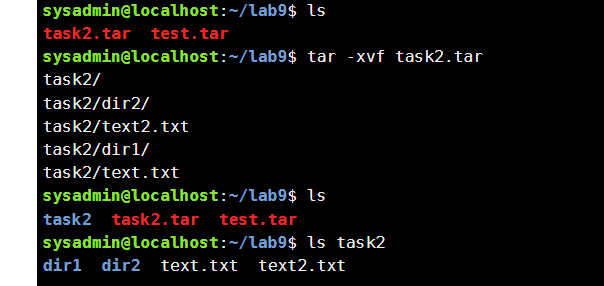 sysadmin@localhost:~/lab9$ ls
task2.tar  test.tar
sysadmin@localhost:~/lab9$ tar -xvf task2.tar
task2/
task2/dir2/
task2/text2.txt
task2/dir1/
task2/text.txt
sysadmin@localhost:~/lab9$ ls
task2  task2.tar  test.tar
sysadmin@localhost:~/lab9$ ls task2
dir1  dir2  text.txt  text2.txt